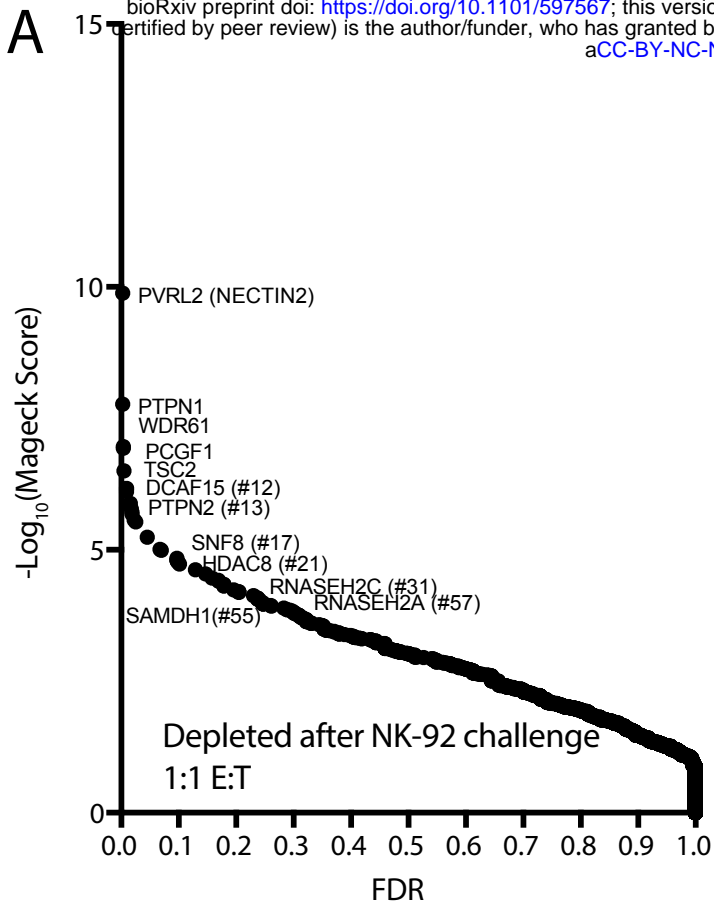 bioRxiv preprint doi: https://doi.org/10.1101/597567; this versio
certified by peer review) is the author/funder, who has granted b
aCC-BY-NC-N
A
15
10
5
0
-Log10(Mageck Score)
PVRL2 (NECTIN2)
PTPN1
WDR61
PCGF1
TSC2
DCAF15 (#12)
PTPN2 (#13)
SNF8 (#17)
HDAC8 (#21)
RNASEH2C (#31)
RNASEH2A (#57)
SAMDH1(#55)
Depleted after NK-92 challenge
1:1 E:T
0.0 0.1 0.2 0.3 0.4 0.5 0.6 0.7 0.8 0.9 1.0
FDR